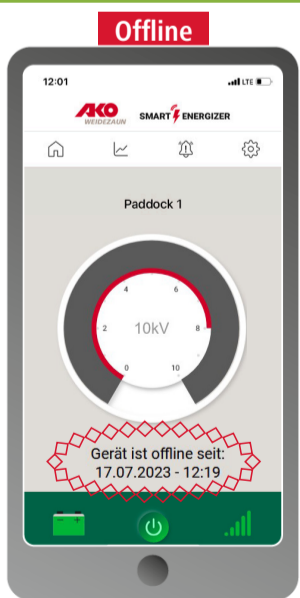 Offline
12:01
LTE
AKO
WEIDEZAUN
SMART ENERGIZER
Paddock 1
4 6
2 10kV 8
0 10
Gerät ist offline seit:
17.07.2023 - 12:19
- +